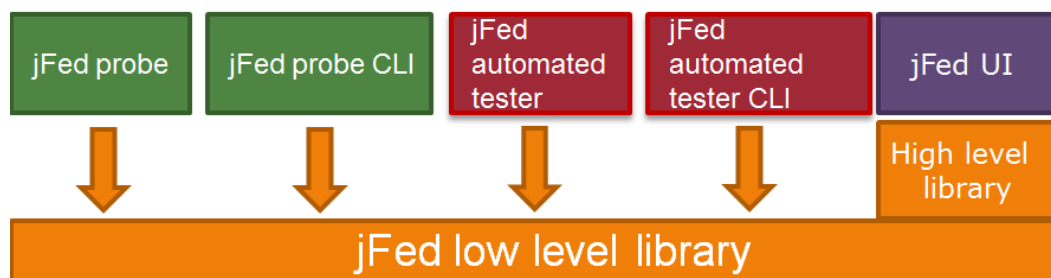 jFed probe
jFed probe CLI
jFed
automated
tester
jFed
automated
tester CLI
jFed UI
High level
library
jFed low level library